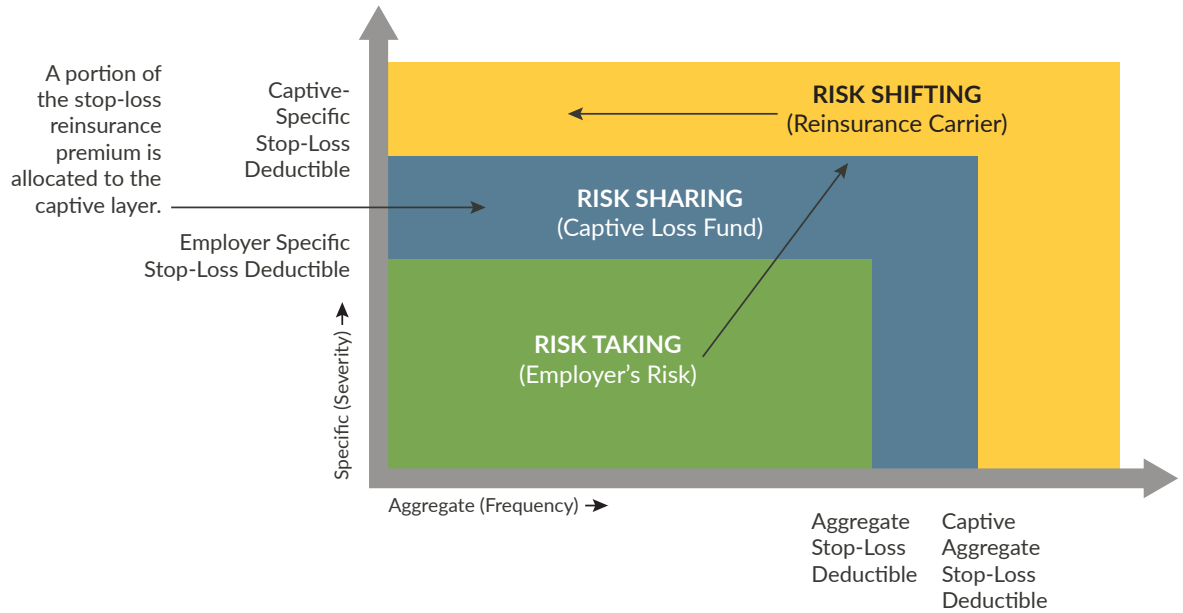 A portion of
the stop-loss
reinsurance
premium is
allocated to the
captive layer.
Captive-
Specific
Stop-Loss
Deductible
Employer Specific
Stop-Loss Deductible
RISK SHIFTING
(Reinsurance Carrier)
RISK SHARING
(Captive Loss Fund)
RISK TAKING
(Employer’s Risk)
Specific (Severity)
Aggregate (Frequency)
Aggregate
Stop-Loss
Deductible
Captive
Aggregate
Stop-Loss
Deductible